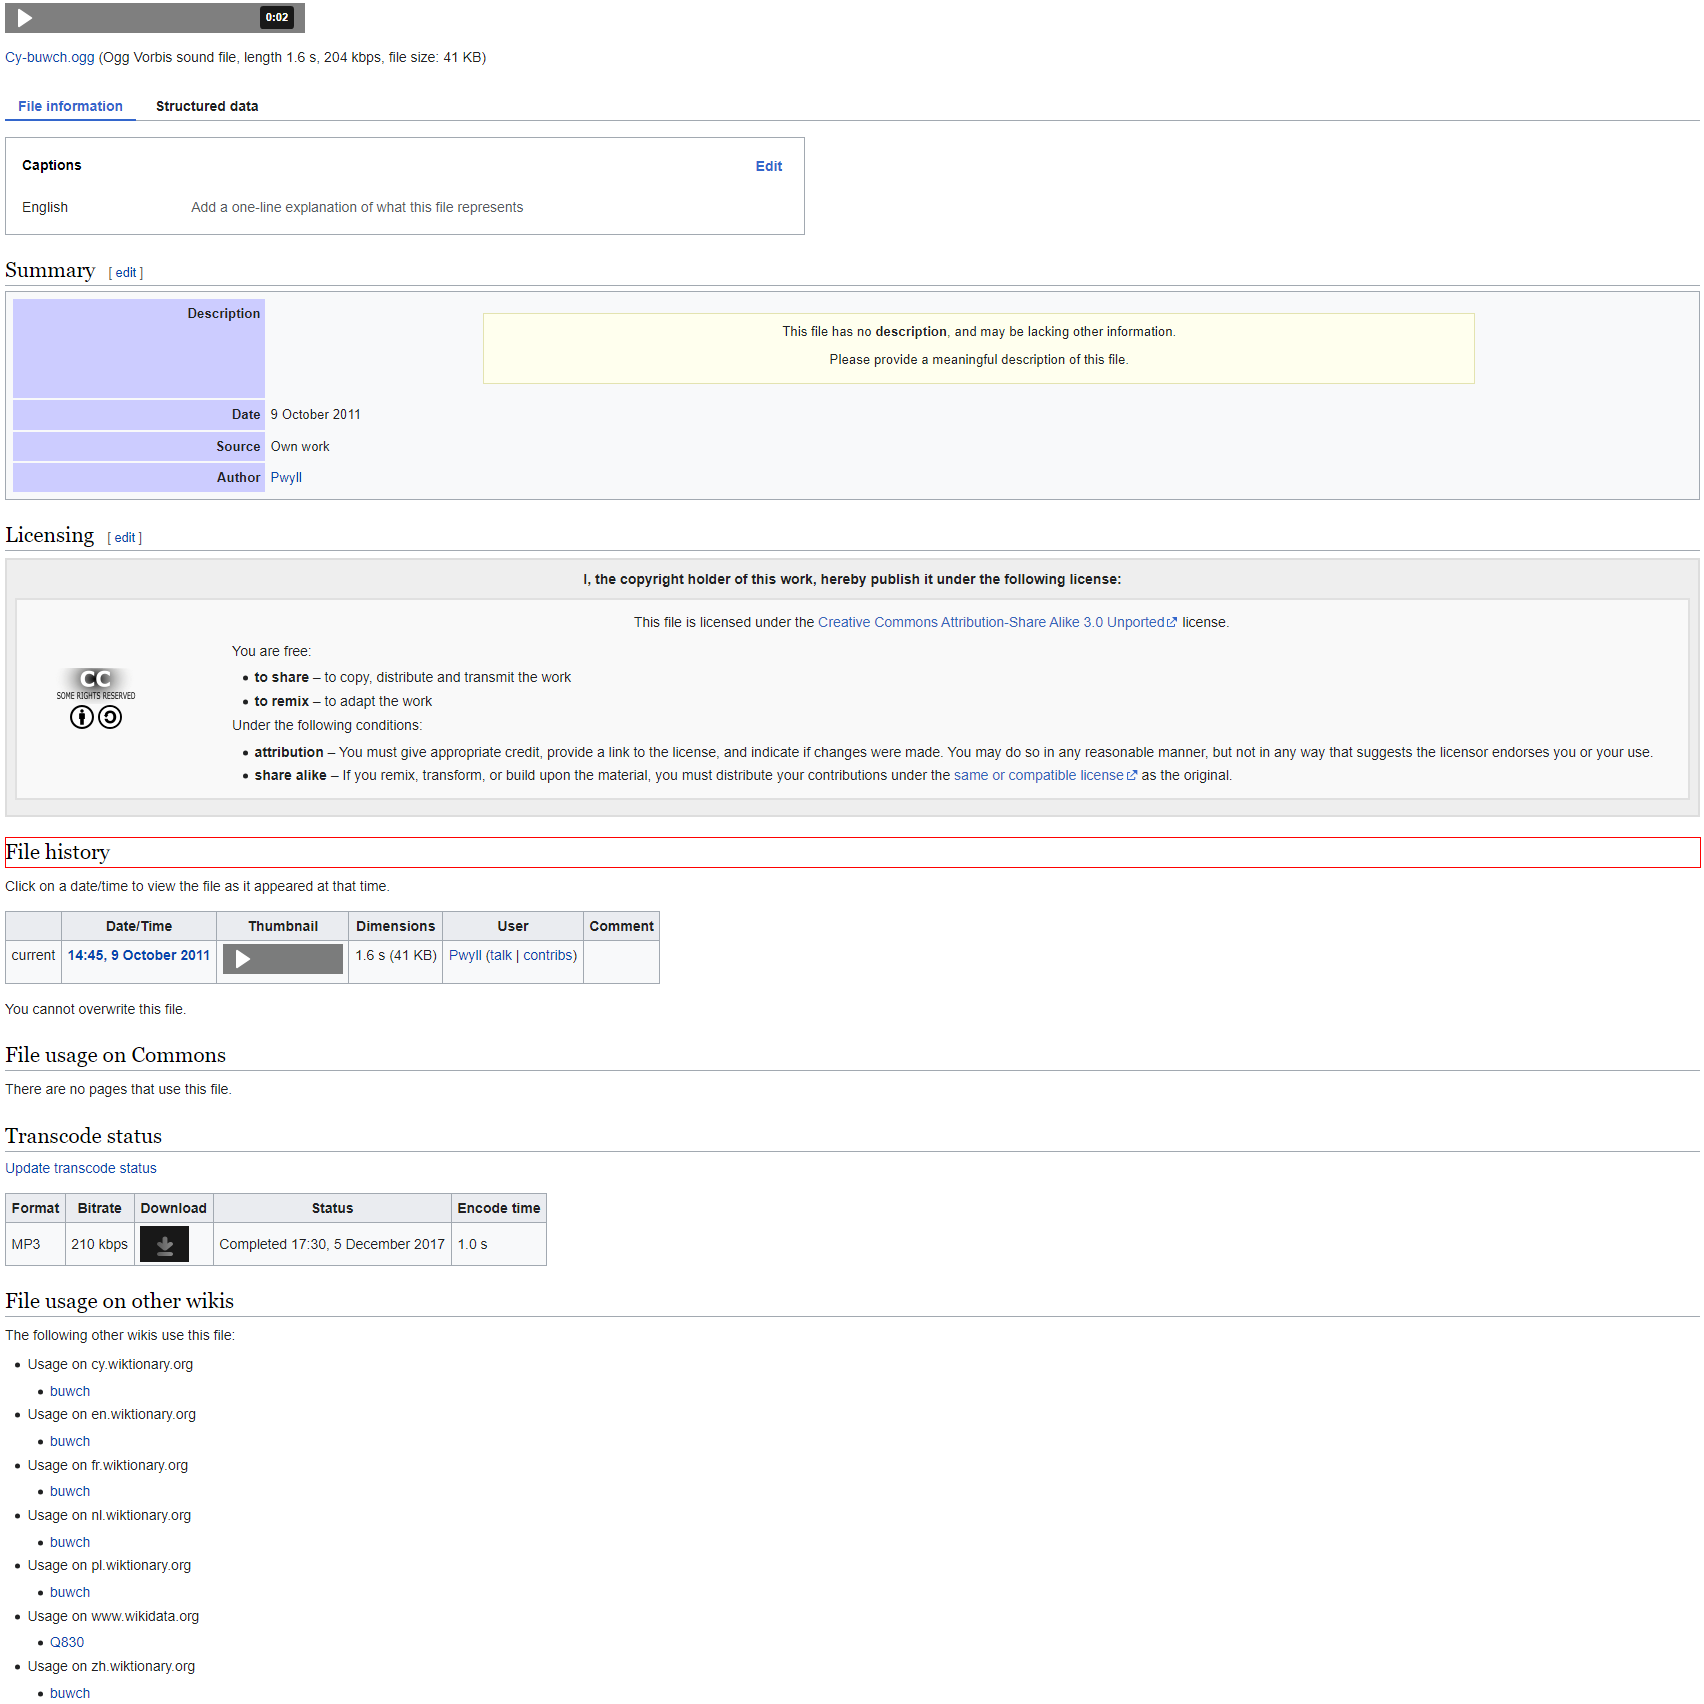 0:02
Cy-buwch.ogg (Ogg Vorbis sound file, length 1.6 s, 204 kbps, file size: 41 KB)
File information Structured data
Captions Edit
English Add a one-line explanation of what this file represents
Summary [ edit ]
Description This file has no description, and may be lacking other information.
Please provide a meaningful description of this file.
Date 9 October 2011
Source Own work
Author Pwyll
Licensing [ edit ]
I, the copyright holder of this work, hereby publish it under the following license:
This file is licensed under the Creative Commons Attribution-Share Alike 3.0 Unported license.
You are free:
cc
SOME RIGHTS RESERVED
• to share – to copy, distribute and transmit the work
• to remix – to adapt the work
Under the following conditions:
• attribution – You must give appropriate credit, provide a link to the license, and indicate if changes were made. You may do so in any reasonable manner, but not in any way that suggests the licensor endorses you or your use.
• share alike – If you remix, transform, or build upon the material, you must distribute your contributions under the same or compatible license as the original.
File history
Click on a date/time to view the file as it appeared at that time.
Date/Time Thumbnail Dimensions User Comment
current 14:45, 9 October 2011 1.6 s (41 KB) Pwyll (talk | contribs)
You cannot overwrite this file.
File usage on Commons
There are no pages that use this file.
Transcode status
Update transcode status
Format Bitrate Download Status Encode time
MP3 210 kbps Completed 17:30, 5 December 2017 1.0 s
File usage on other wikis
The following other wikis use this file:
• Usage on cy.wiktionary.org
• buwch
• Usage on en.wiktionary.org
• buwch
• Usage on fr.wiktionary.org
• buwch
• Usage on nl.wiktionary.org
• buwch
• Usage on pl.wiktionary.org
• buwch
• Usage on www.wikidata.org
• Q830
• Usage on zh.wiktionary.org
• buwch